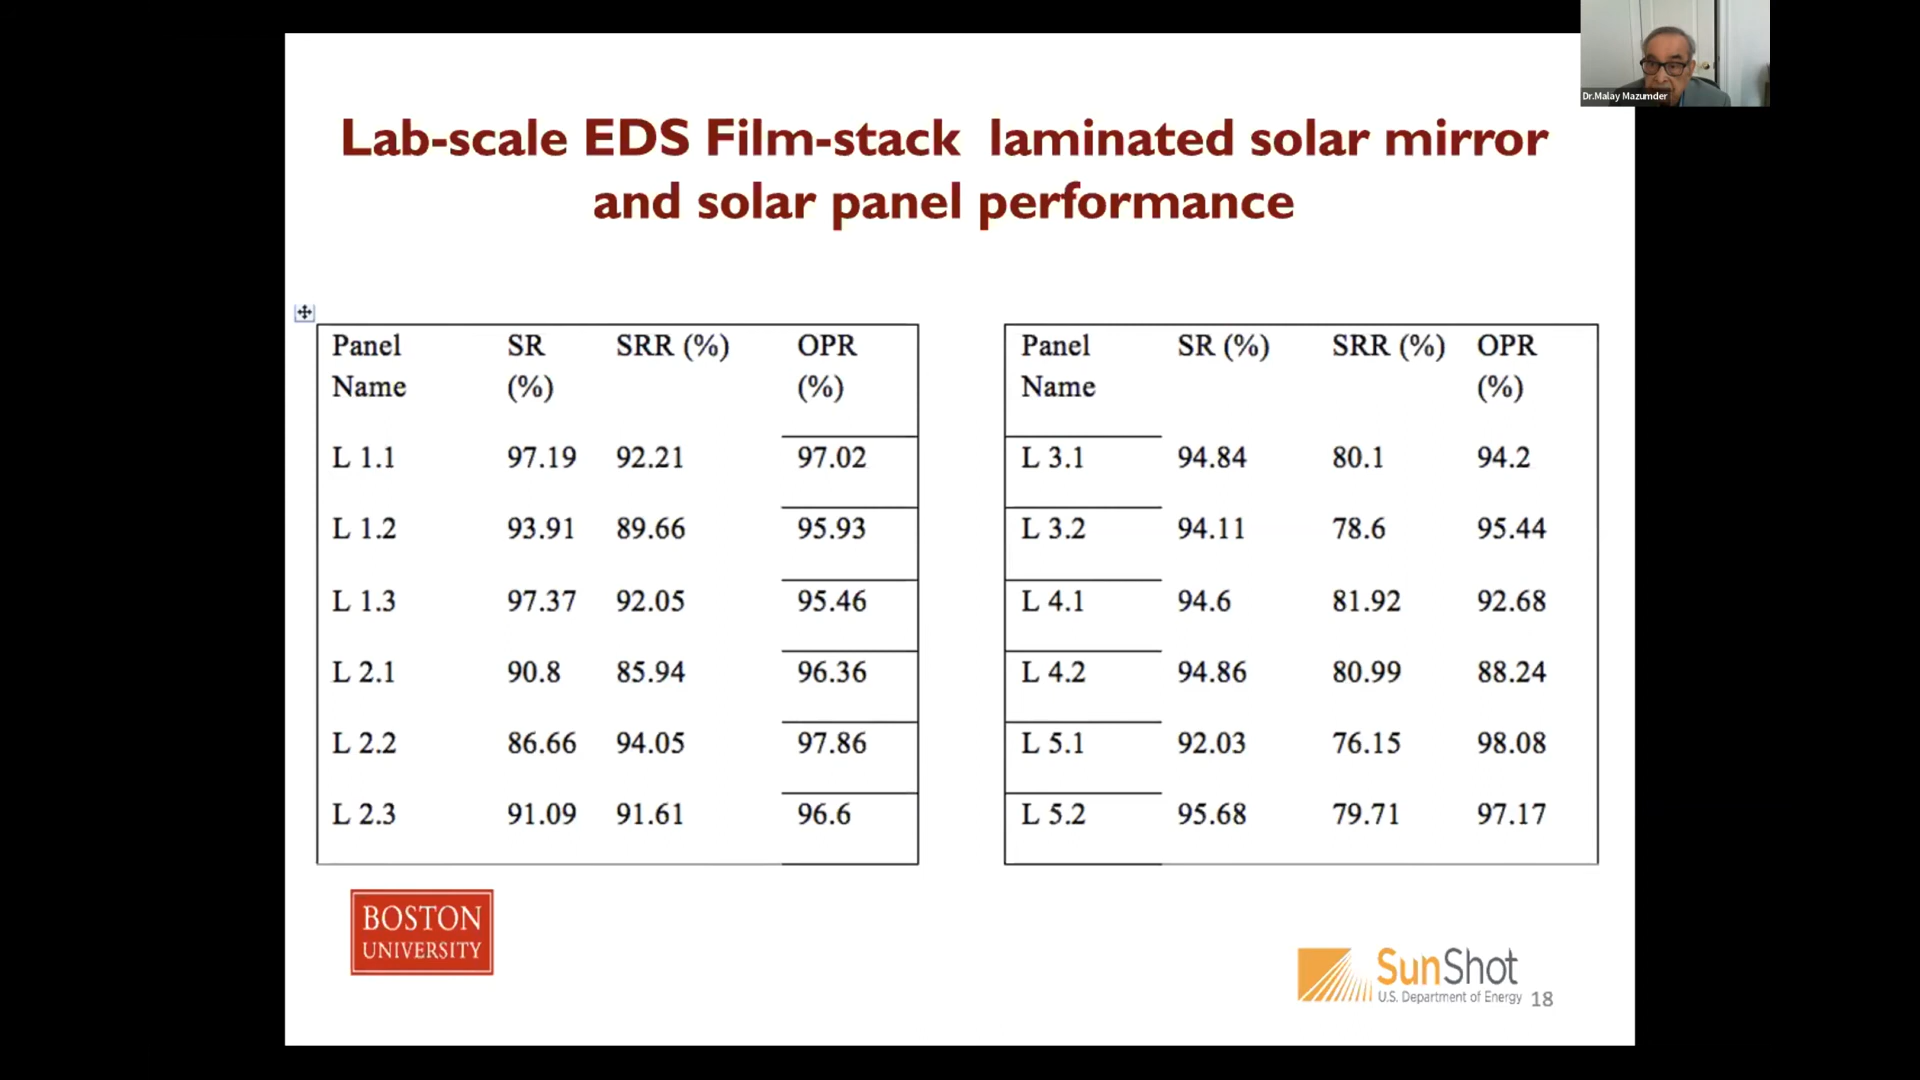 Dr.Malay Mazumder
Lab-scale EDS Film-stack laminated solar mirror
and solar panel performance
Panel Name SR (%) SRR (%) OPR (%)
L 1.1 97.19 92.21 97.02
L 1.2 93.91 89.66 95.93
L 1.3 97.37 92.05 95.46
L 2.1 90.8 85.94 96.36
L 2.2 86.66 94.05 97.86
L 2.3 91.09 91.61 96.6
Panel Name SR (%) SRR (%) OPR (%)
L 3.1 94.84 80.1 94.2
L 3.2 94.11 78.6 95.44
L 4.1 94.6 81.92 92.68
L 4.2 94.86 80.99 88.24
L 5.1 92.03 76.15 98.08
L 5.2 95.68 79.71 97.17
BOSTON
UNIVERSITY
SunShot
U.S. Department of Energy
18